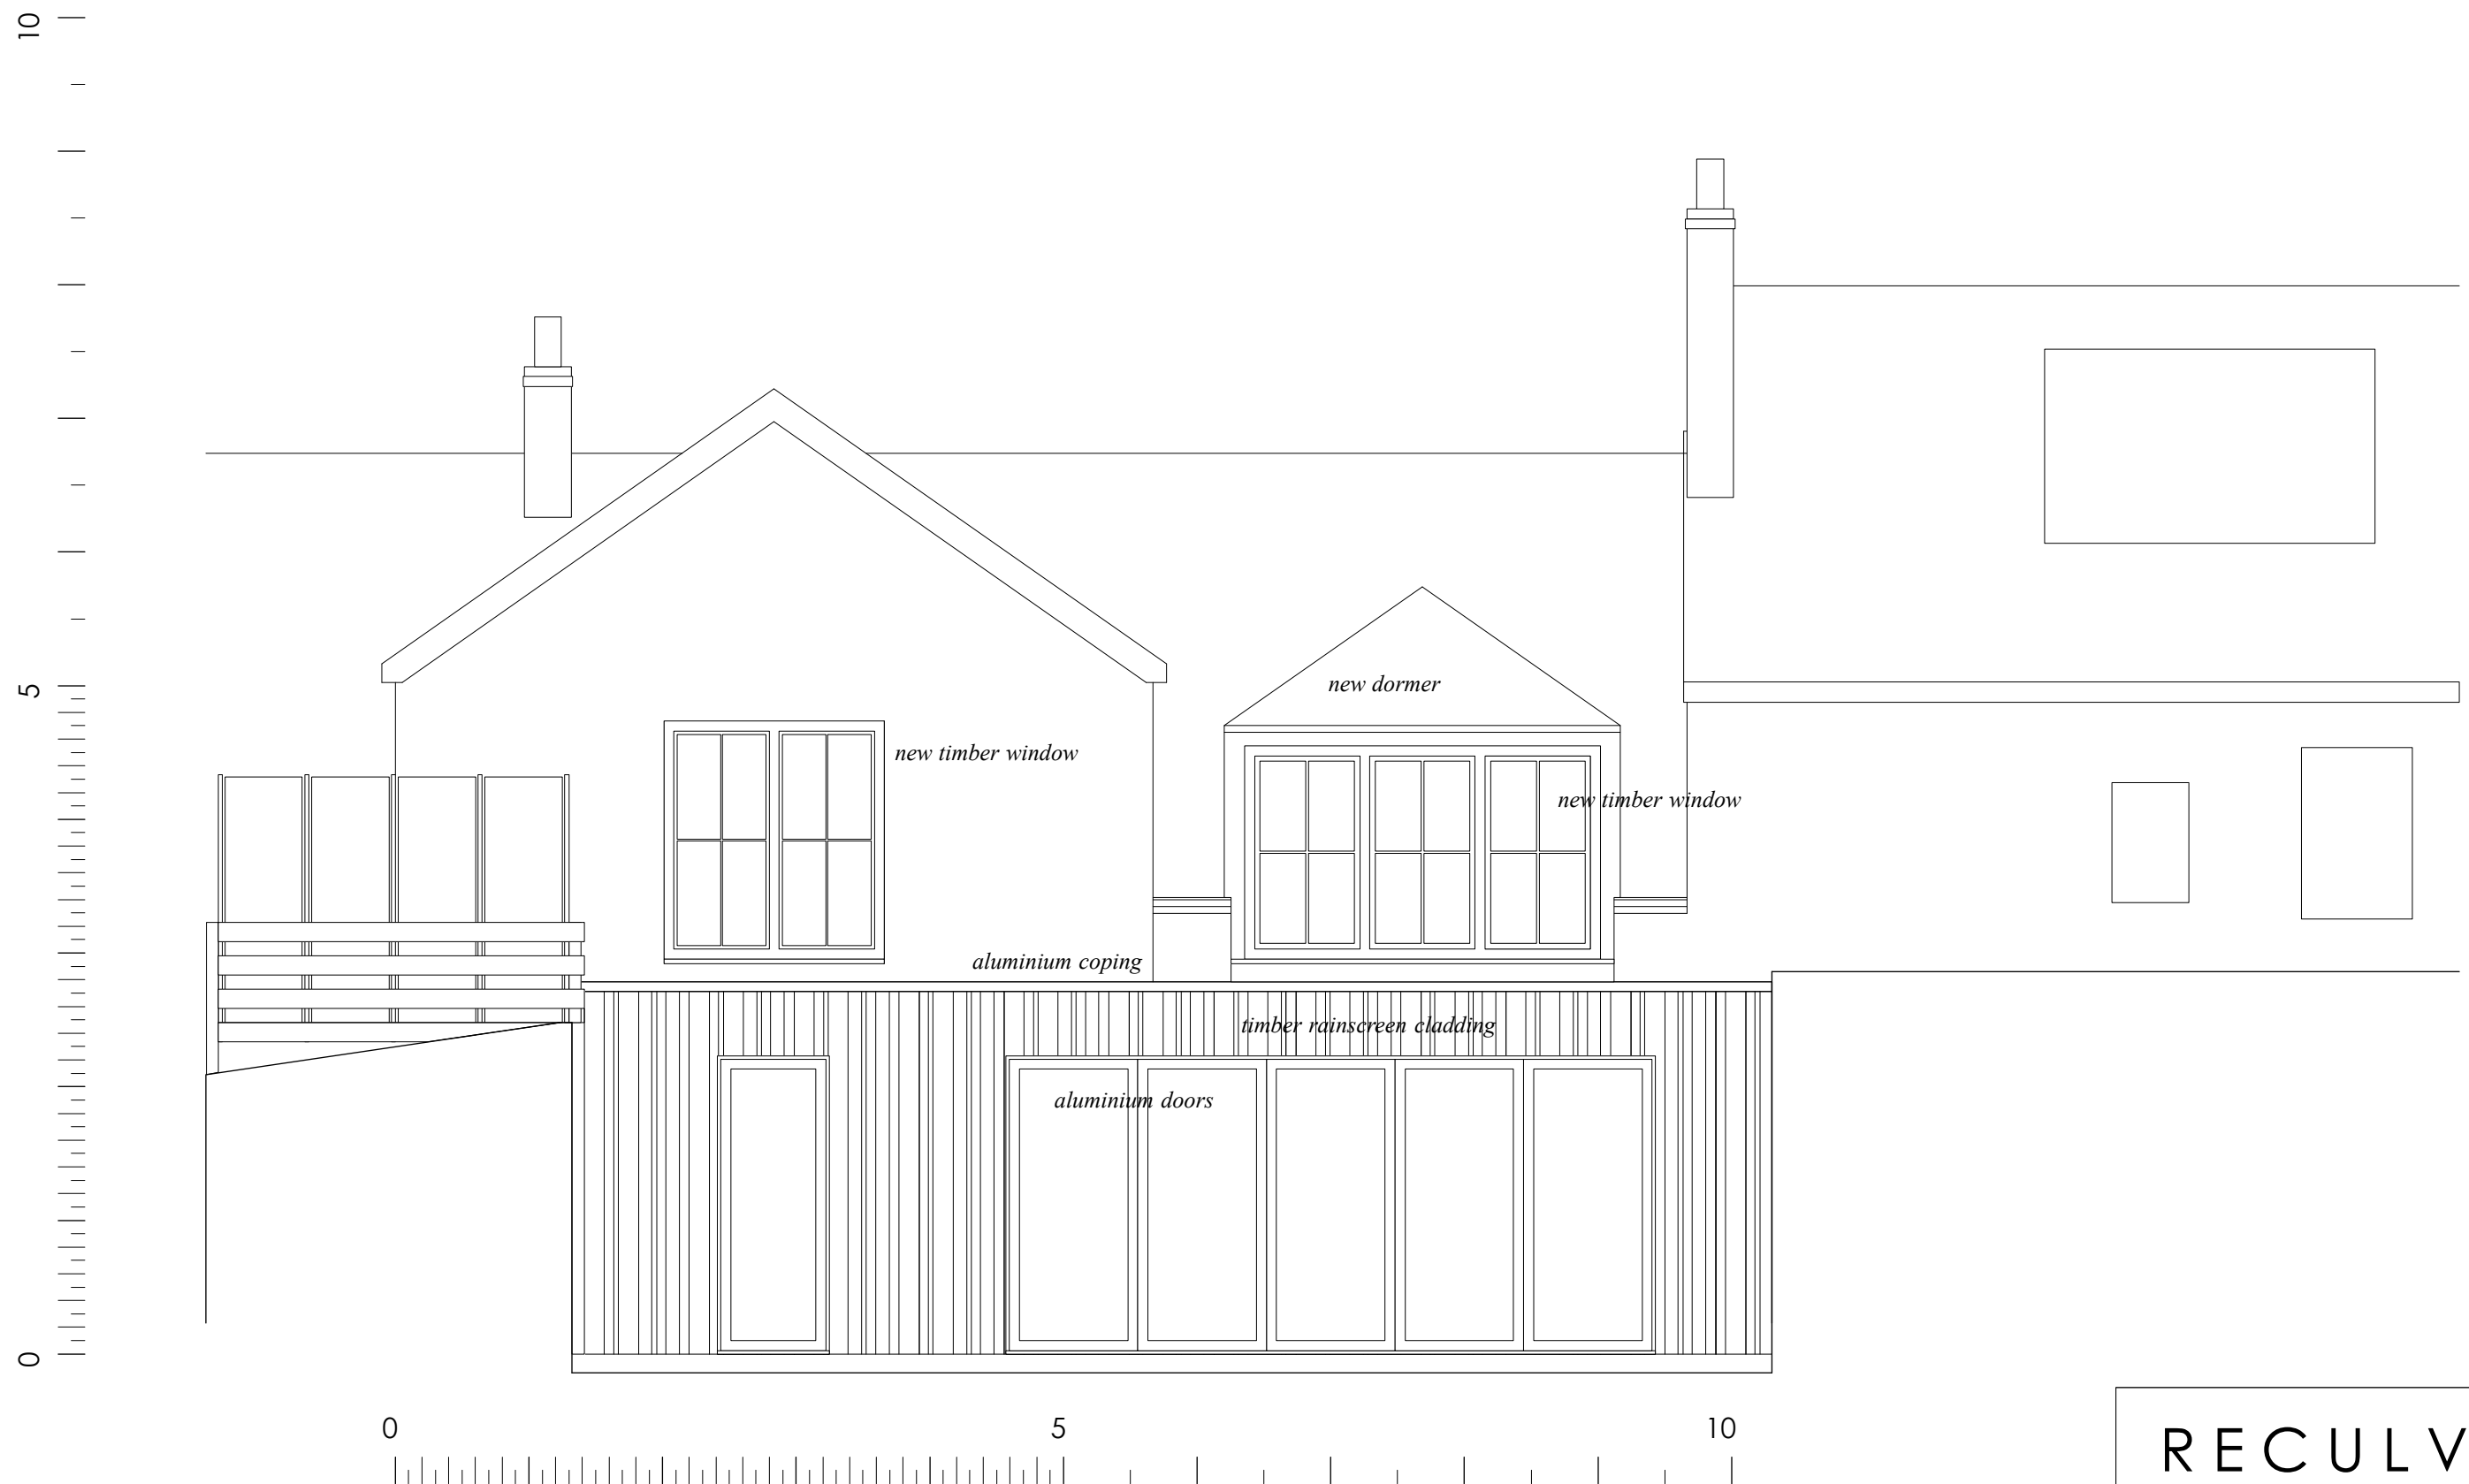 10
5
new dormer
new timber window
new timber window
aluminium coping
timber rainscreen cladding
aluminium doors
0
0
5
10
RECULV